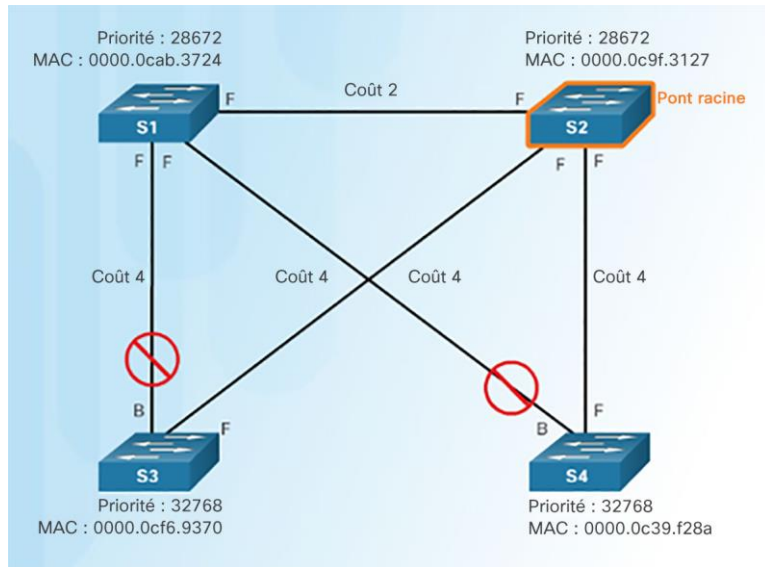 Priorité : 28672
MAC : 0000.0cab.3724
Priorité : 28672
MAC : 0000.0c9f.3127
F
Coût 2
F
Pont racine
S1
S2
F F
F F
Coût 4
Coût 4
Coût 4
Coût 4
B
F
B
F
S3
S4
Priorité : 32768
MAC : 0000.0cf6.9370
Priorité : 32768
MAC : 0000.0c39.f28a